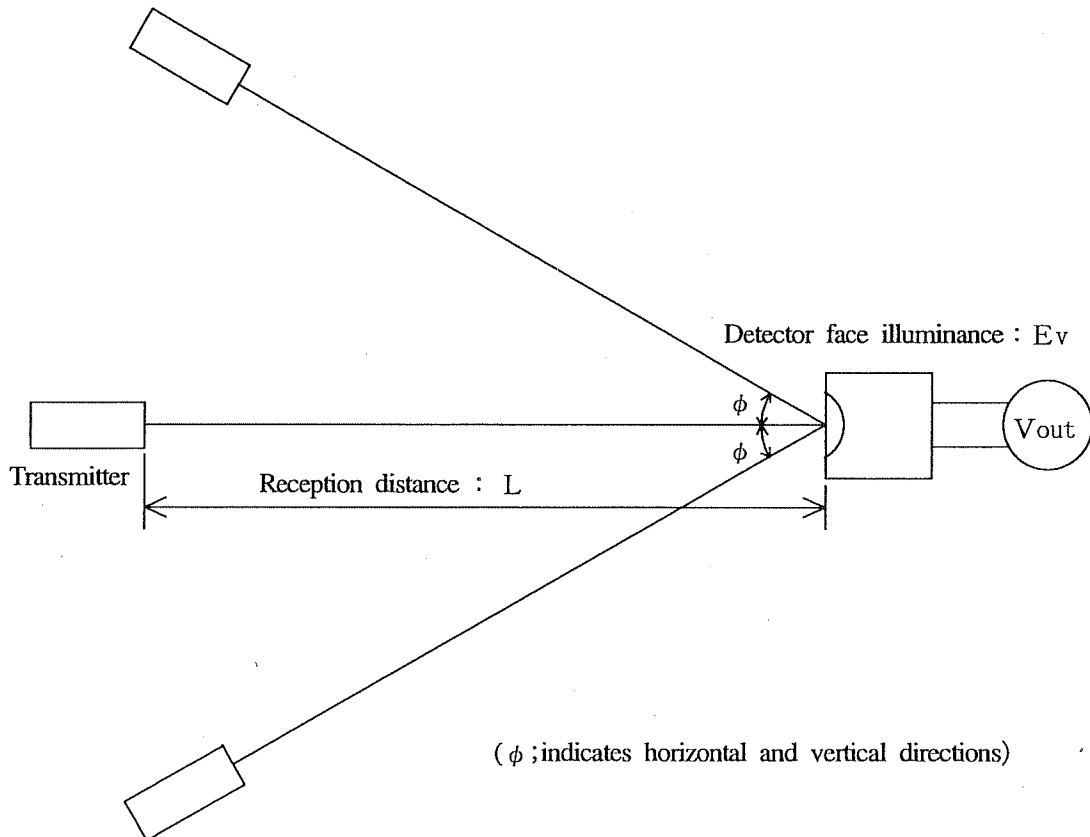 Detector face illuminance : Ev
φ
Vout
φ
Transmitter
Reception distance : L
(φ ;indicates horizontal and vertical directions)